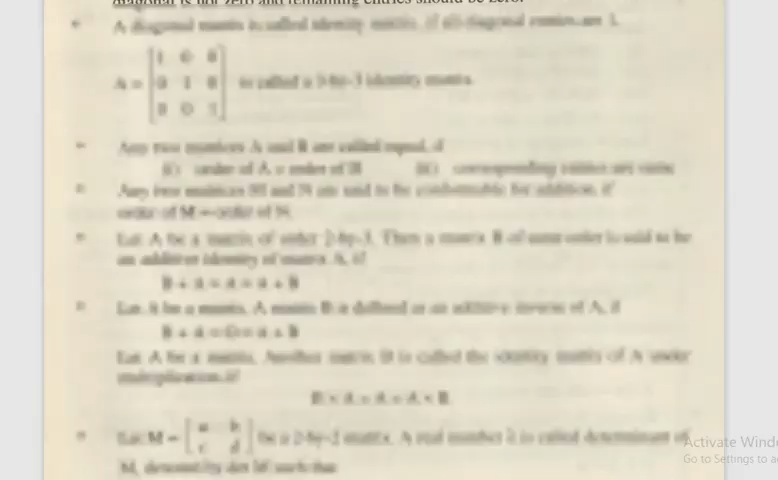 diagonal is not zero and remaining entries should be zero.
A diagonal matrix is called identity matrix, if all diagonal entries are 1.
1 0 0
A = 0 1 0 is called a 3-by-3 identity matrix.
0 0 1
Any two matrices A and B are called equal, if
(i) order of A = order of B (ii) corresponding entries are same
Any two matrices M and N are said to be conformable for addition, if
order of M = order of N.
Let A be a matrix of order 2-by-3. Then a matrix B of same order is said to be
an additive identity of matrix A, if
B + A = A = A + B
Let A be a matrix. A matrix B is defined as an additive inverse of A, if
B + A = O = A + B
Let A be a matrix. Another matrix B is called the identity matrix of A under
multiplication, if
B × A = A = A × B
Let M = [a b c d] be a 2-by-2 matrix. A real number λ is called determinant of
M, denoted by det M such that
Activate Wind
Go to Settings to a